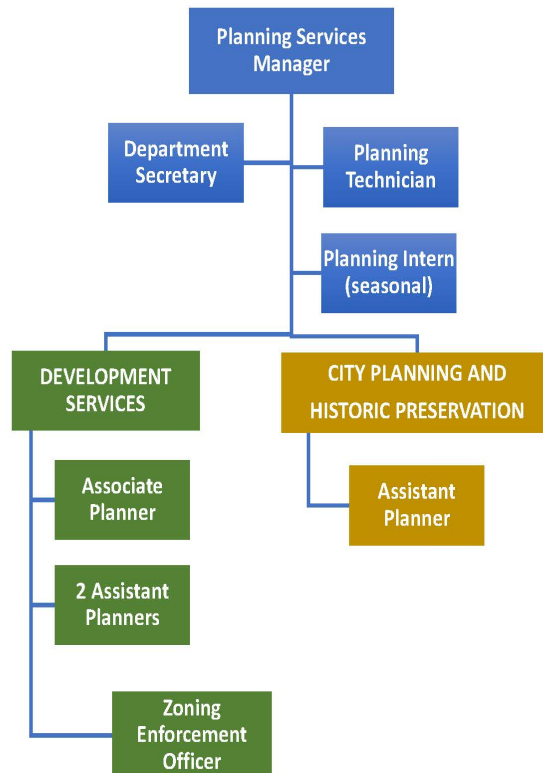 Planning Services
Manager
Department
Secretary
Planning
Technician
Planning Intern
(seasonal)
DEVELOPMENT
SERVICES
CITY PLANNING AND
HISTORIC PRESERVATION
Associate
Planner
Assistant
Planner
2 Assistant
Planners
Zoning
Enforcement
Officer